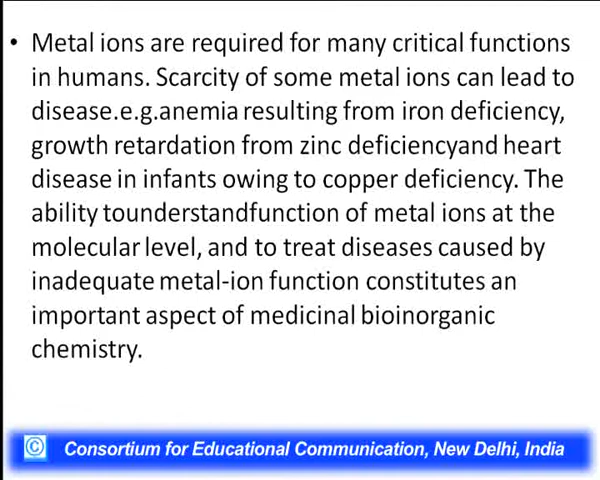 • Metal ions are required for many critical functions
in humans. Scarcity of some metal ions can lead to
disease.e.g.anemia resulting from iron deficiency,
growth retardation from zinc deficiencyand heart
disease in infants owing to copper deficiency. The
ability tounderstandfunction of metal ions at the
molecular level, and to treat diseases caused by
inadequate metal-ion function constitutes an
important aspect of medicinal bioinorganic
chemistry.
© Consortium for Educational Communication, New Delhi, India